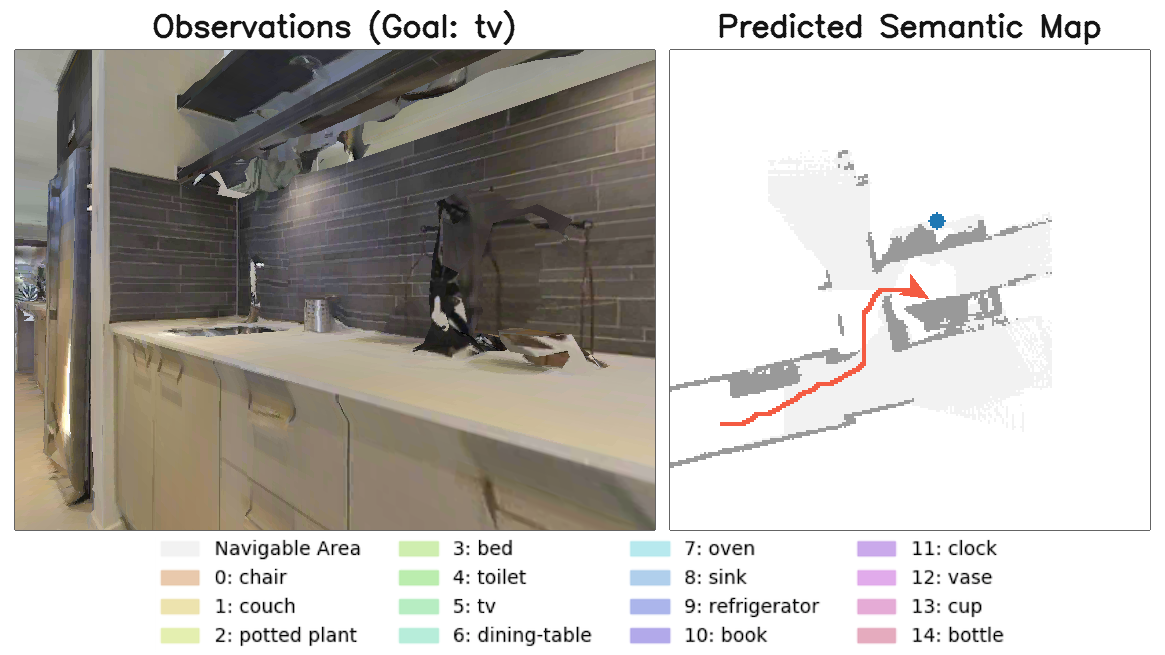 Observations (Goal: tv)
Predicted Semantic Map
Navigable Area
0: chair
1: couch
2: potted plant
3: bed
4: toilet
5: tv
6: dining-table
7: oven
8: sink
9: refrigerator
10: book
11: clock
12: vase
13: cup
14: bottle